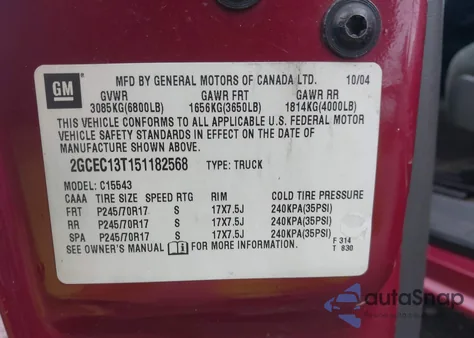 GM
MFD BY GENERAL MOTORS OF CANADA LTD. 10/04
GVWR GAWR FRT GAWR RR
3085KG(6800LB) 1656KG(3650LB) 1814KG(4000LB)
THIS VEHICLE CONFORMS TO ALL APPLICABLE U.S. FEDERAL MOTOR
VEHICLE SAFETY STANDARDS IN EFFECT ON THE DATE OF
MANUFACTURE SHOWN ABOVE.
2GCEC13T151182568 TYPE: TRUCK
MODEL: C15543
CAAA TIRE SIZE SPEED RTG RIM COLD TIRE PRESSURE
FRT P245/70R17 S 17X7.5J 240KPA(35PSI)
RR P245/70R17 S 17X7.5J 240KPA(35PSI)
SPA P245/70R17 S 17X7.5J 240KPA(35PSI)
SEE OWNER'S MANUAL FOR MORE INFORMATION.
F 314
T 830
autaSnap